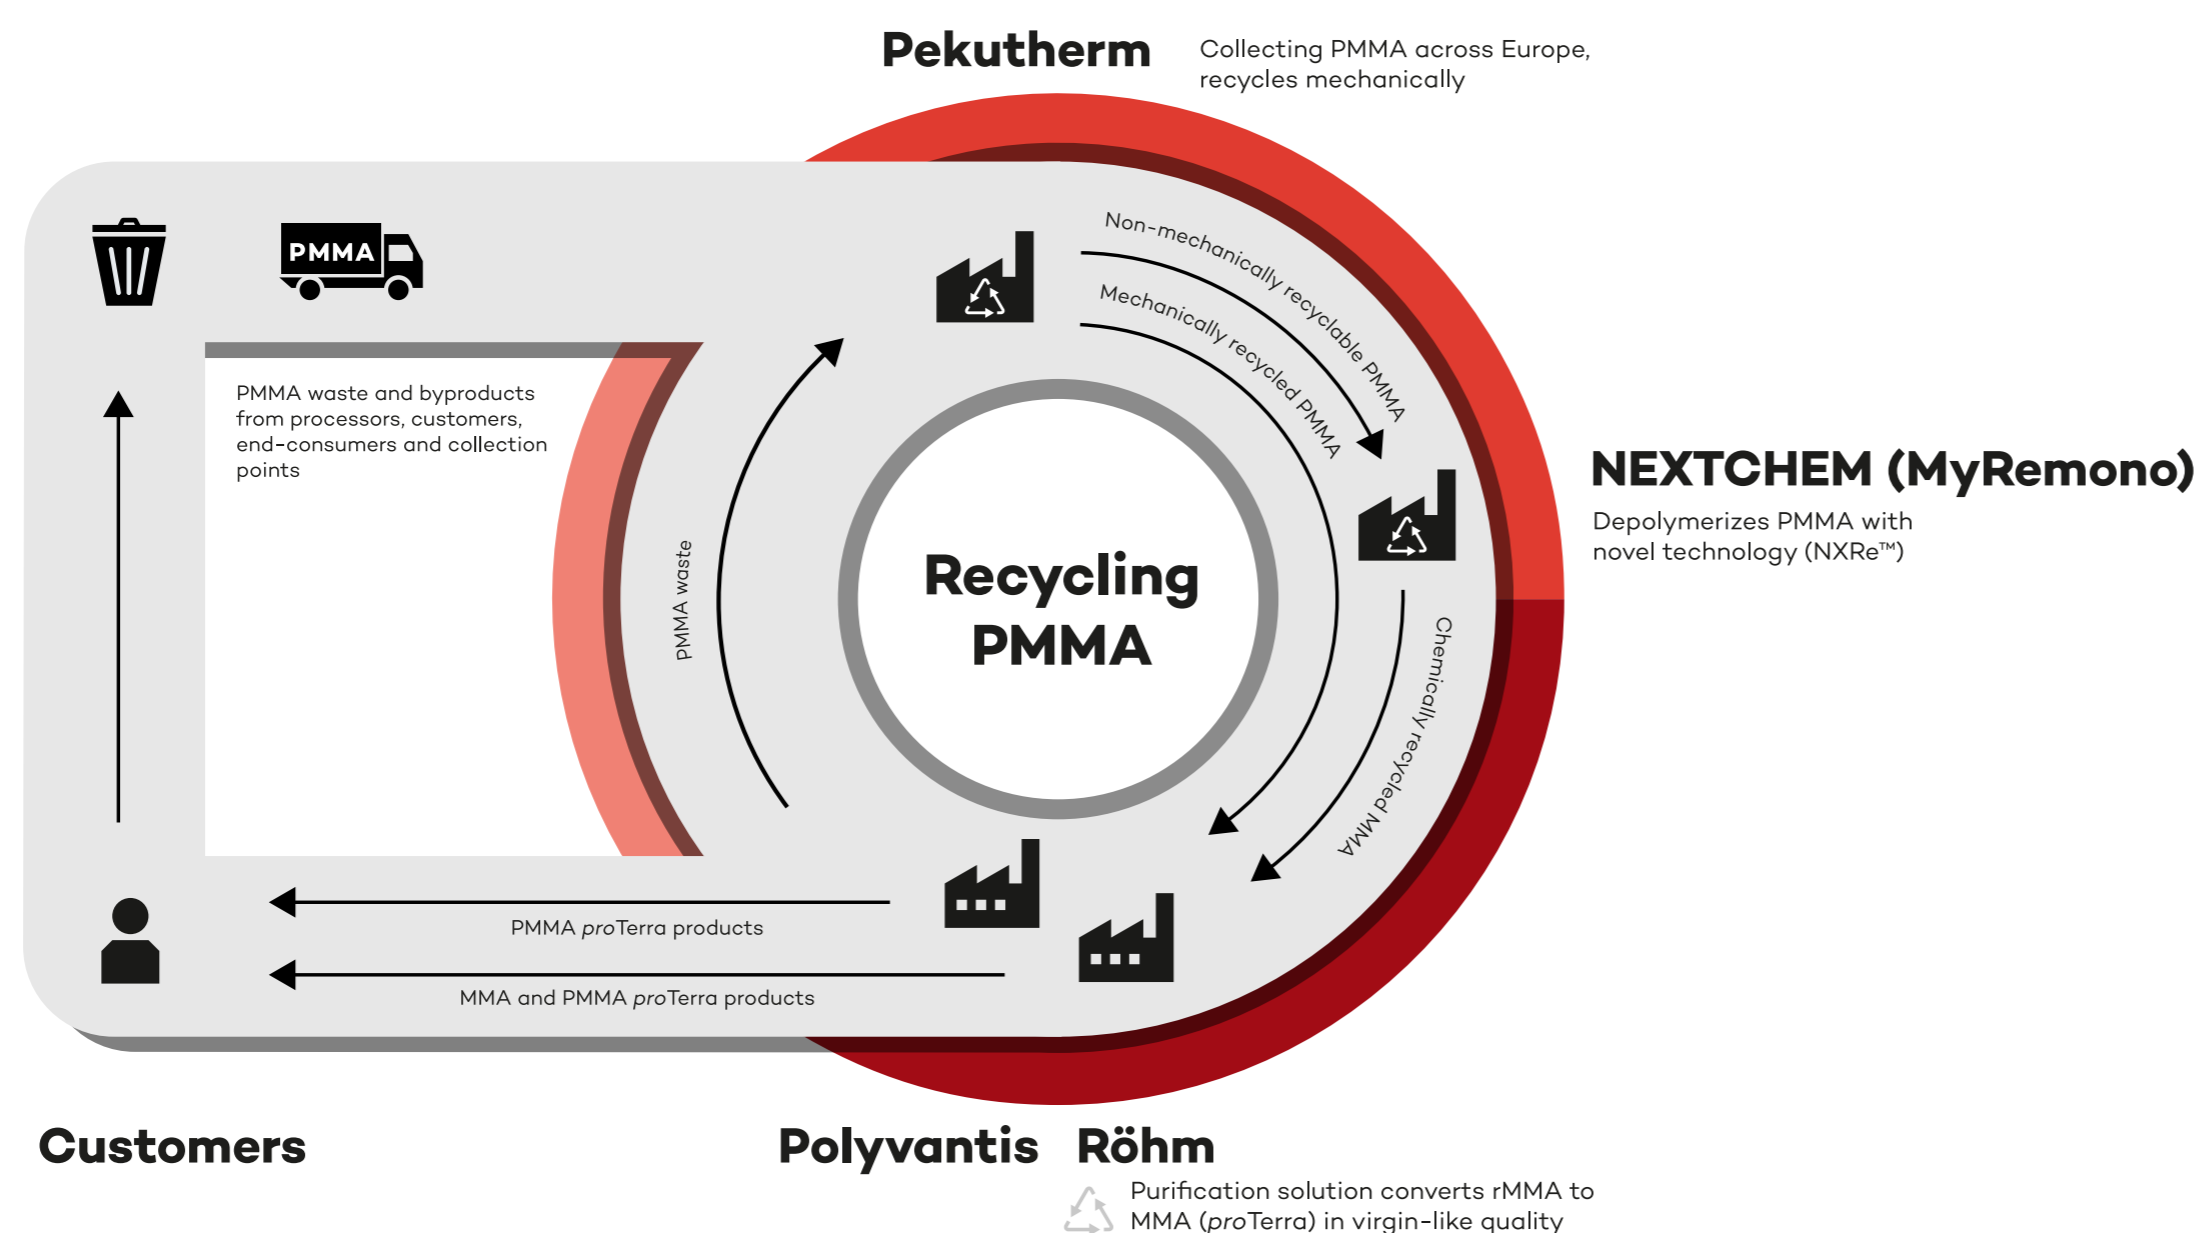 Pekutherm
Collecting PMMA across Europe,
recycles mechanically
PMMA
Non-mechanically recyclable PMMA
Mechanically recycled PMMA
PMMA waste and byproducts
from processors, customers,
end-consumers and collection
points
NEXTCHEM (MyRemono)
Depolymerizes PMMA with
novel technology (NXRe™)
PMMA waste
Recycling
PMMA
Chemically recycled MMA
PMMA proTerra products
MMA and PMMA proTerra products
Customers
Polyvantis
Röhm
Purification solution converts rMMA to
MMA (proTerra) in virgin-like quality